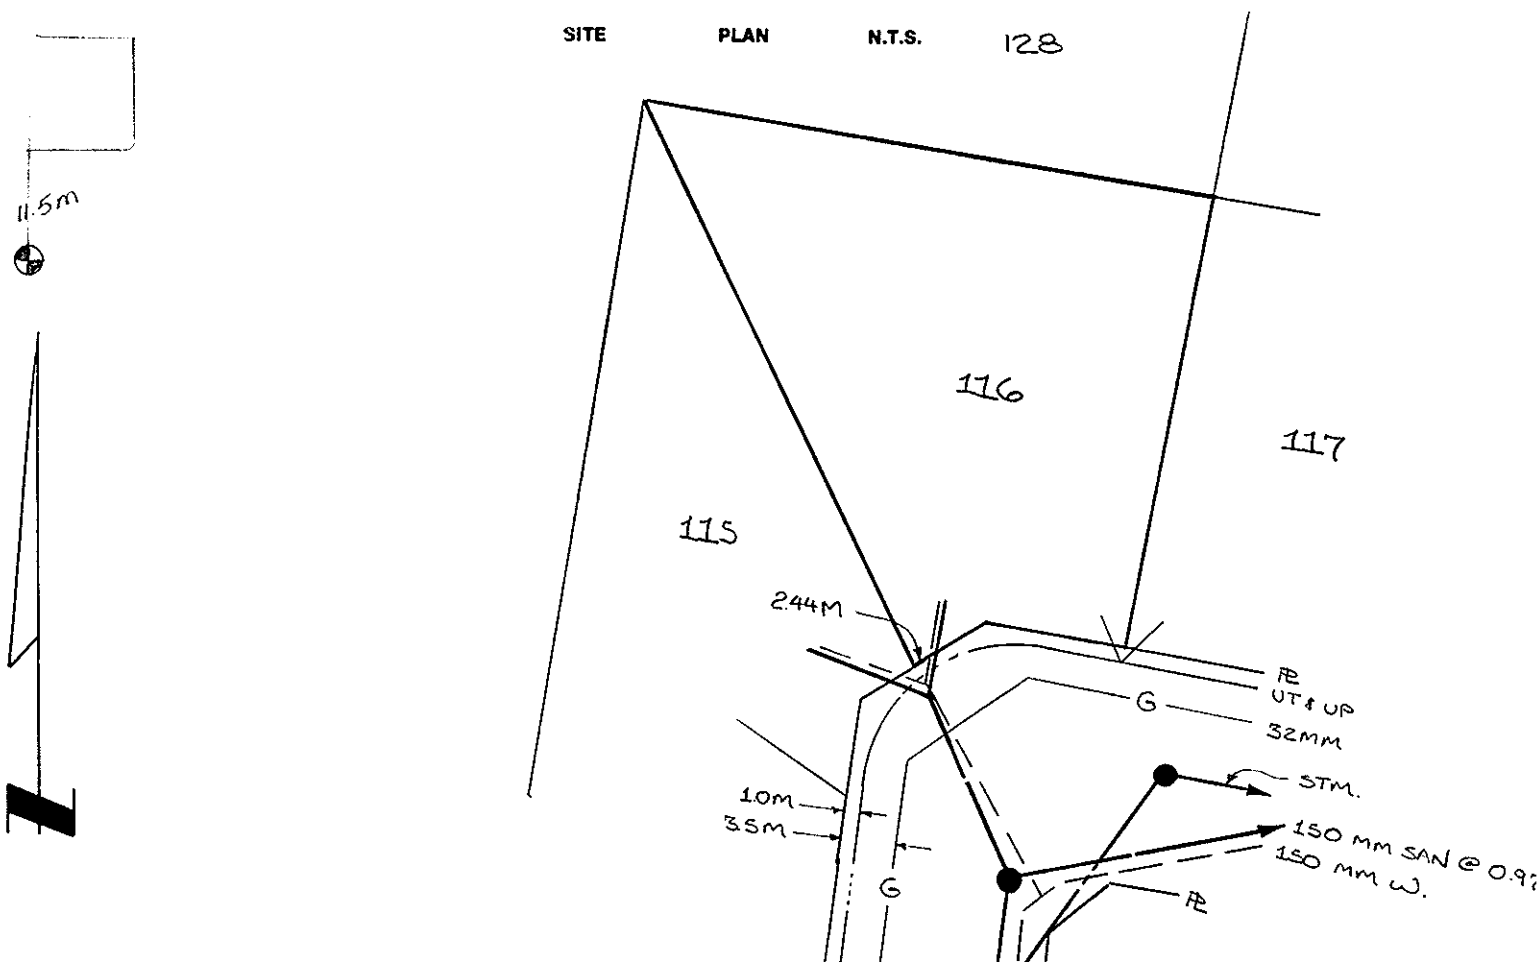 SITE PLAN N.T.S. 128
11.5M
116
117
115
2.44M
PL
UT & UP
G
32MM
STM.
1.0M
3.5M
150 MM SAN @ 0.9%
150 MM W.
G
PL